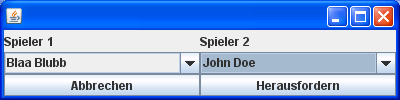 Spieler 1 Spieler 2
Blaa Blubb John Doe
Abbrechen Herausfordern